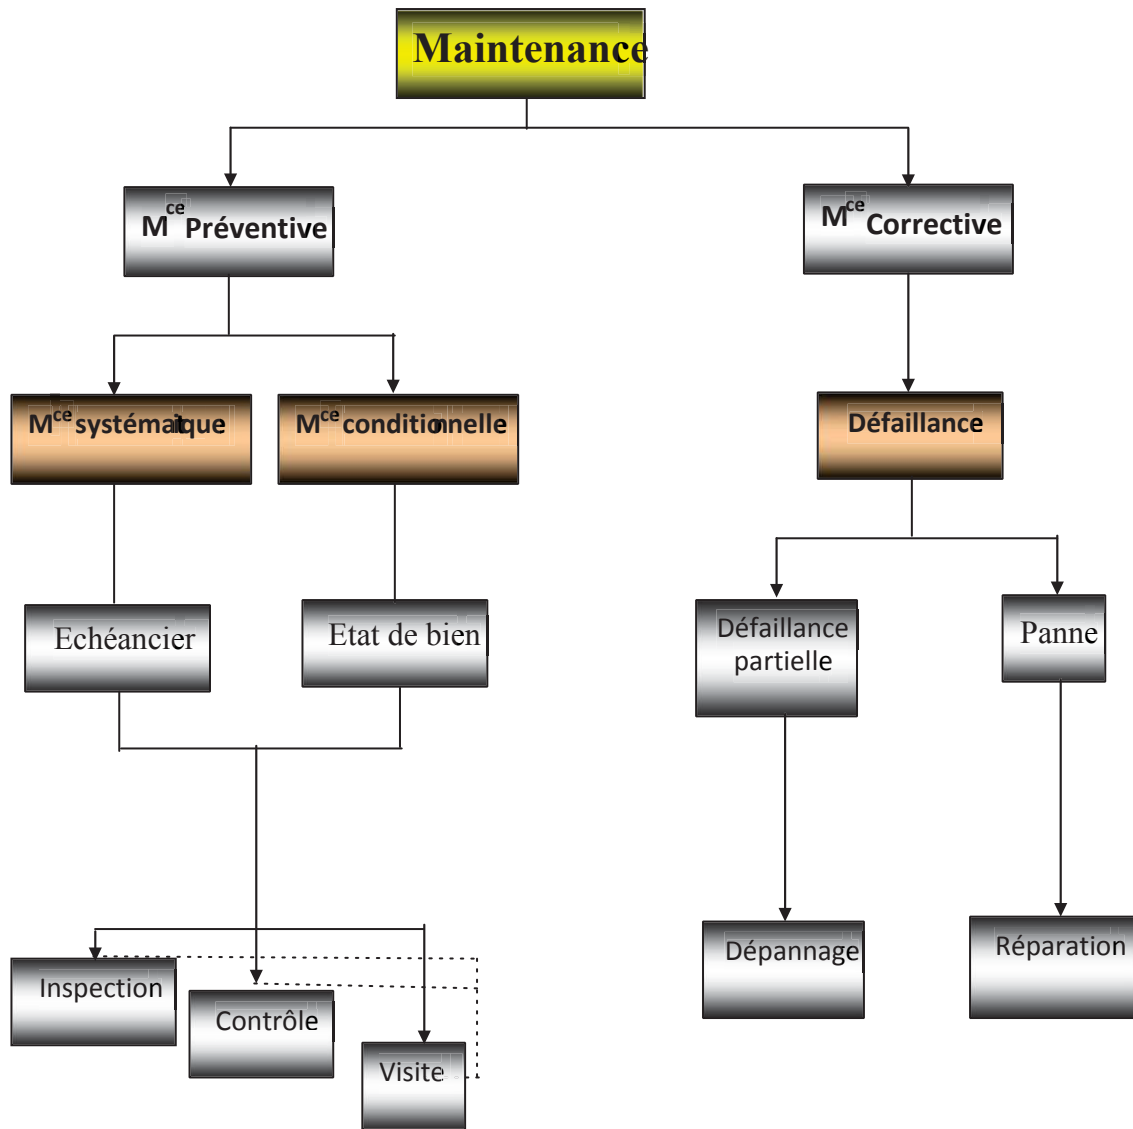 Maintenance
Mce Préventive
Mce Corrective
Mce systématique
Mce conditionnelle
Défaillance
Echéancier
Etat de bien
Défaillance
partielle
Panne
Dépannage
Réparation
Inspection
Contrôle
Visite